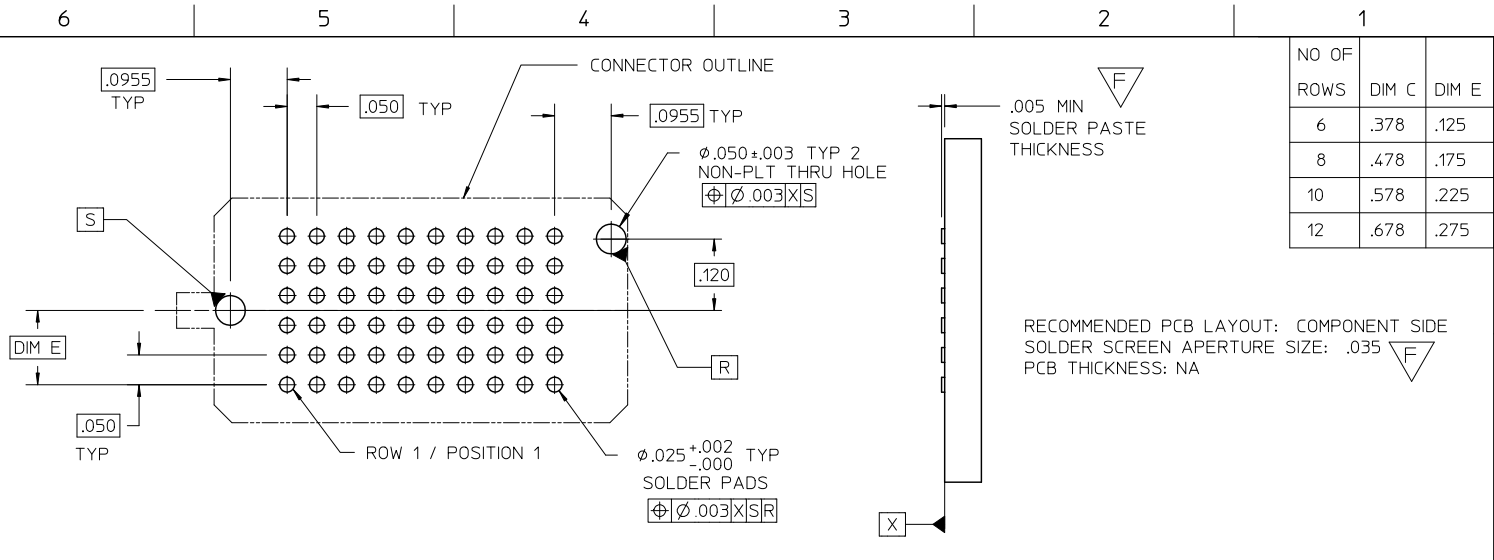 6 5 4 3 2 1
.0955
TYP
.050 TYP
CONNECTOR OUTLINE
.0955 TYP
⌀.050±.003 TYP 2
NON-PLT THRU HOLE
⌖ ⌀.003 X S
S
.120
DIM E
R
.050
TYP
ROW 1 / POSITION 1
⌀.025 +.002 -.000 TYP
SOLDER PADS
⌖ ⌀.003 X S R
F
.005 MIN
SOLDER PASTE
THICKNESS
X
NO OF
ROWS DIM C DIM E
6 .378 .125
8 .478 .175
10 .578 .225
12 .678 .275
RECOMMENDED PCB LAYOUT: COMPONENT SIDE
SOLDER SCREEN APERTURE SIZE: .035 F
PCB THICKNESS: NA